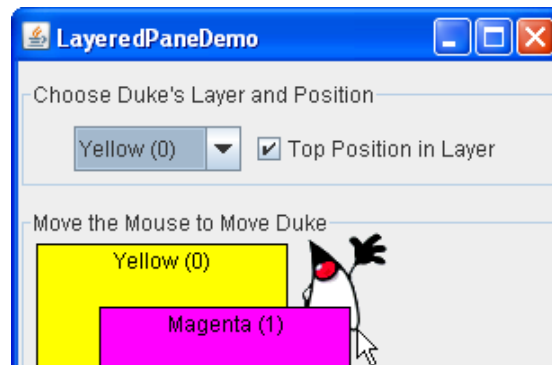 LayeredPaneDemo
Choose Duke's Layer and Position
Yellow (0) Top Position in Layer
Move the Mouse to Move Duke
Yellow (0)
Magenta (1)